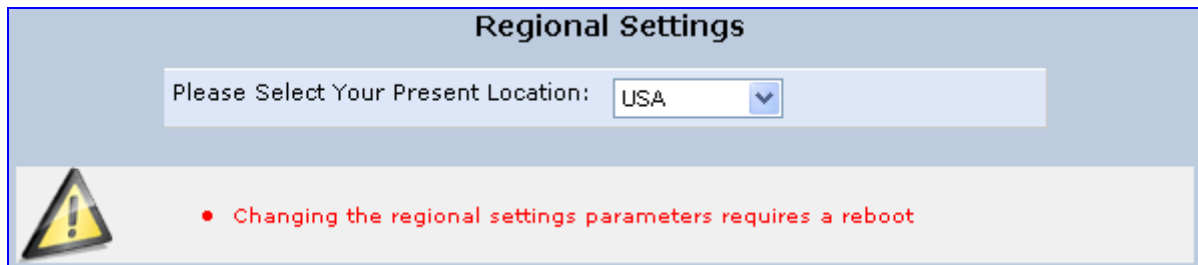 Regional Settings
Please Select Your Present Location: USA
Changing the regional settings parameters requires a reboot